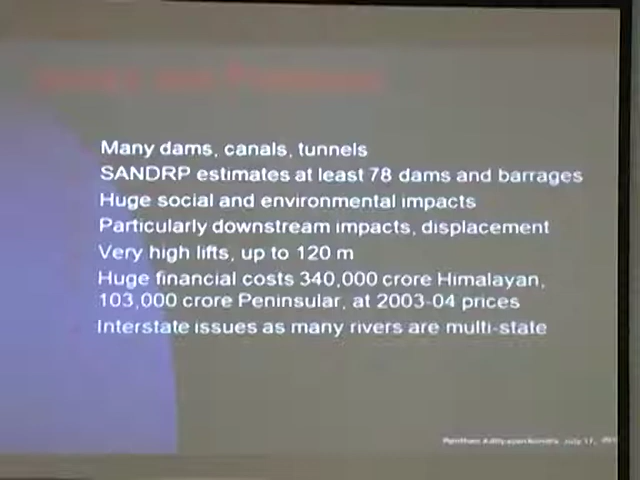 Many dams, canals, tunnels
SANDRP estimates at least 78 dams and barrages
Huge social and environmental impacts
Particularly downstream impacts, displacement
Very high lifts, up to 120 m
Huge financial costs 340,000 crore Himalayan,
103,000 crore Peninsular, at 2003-04 prices
Interstate issues as many rivers are multi-state
July 17,